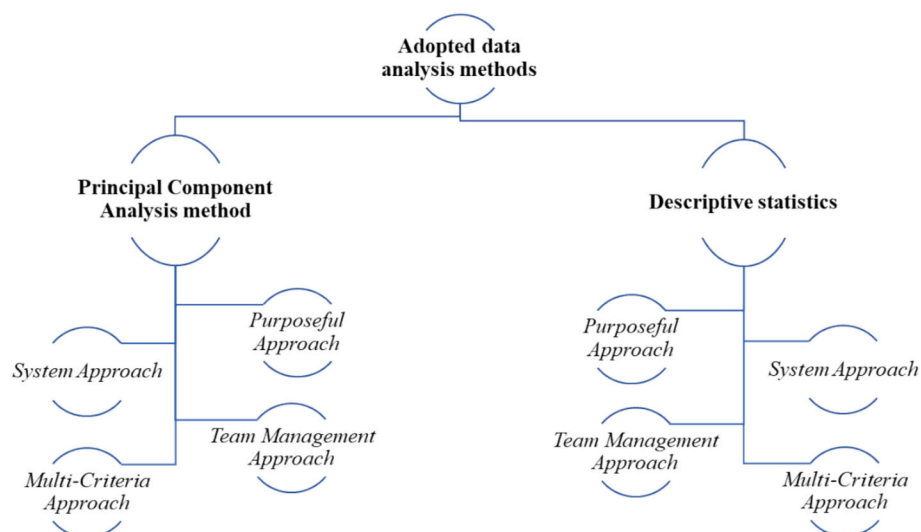 Adopted data
analysis methods
Principal Component
Analysis method
Descriptive statistics
Purposeful
Approach
System Approach
Team Management
Approach
Multi-Criteria
Approach
Purposeful
Approach
System Approach
Team Management
Approach
Multi-Criteria
Approach